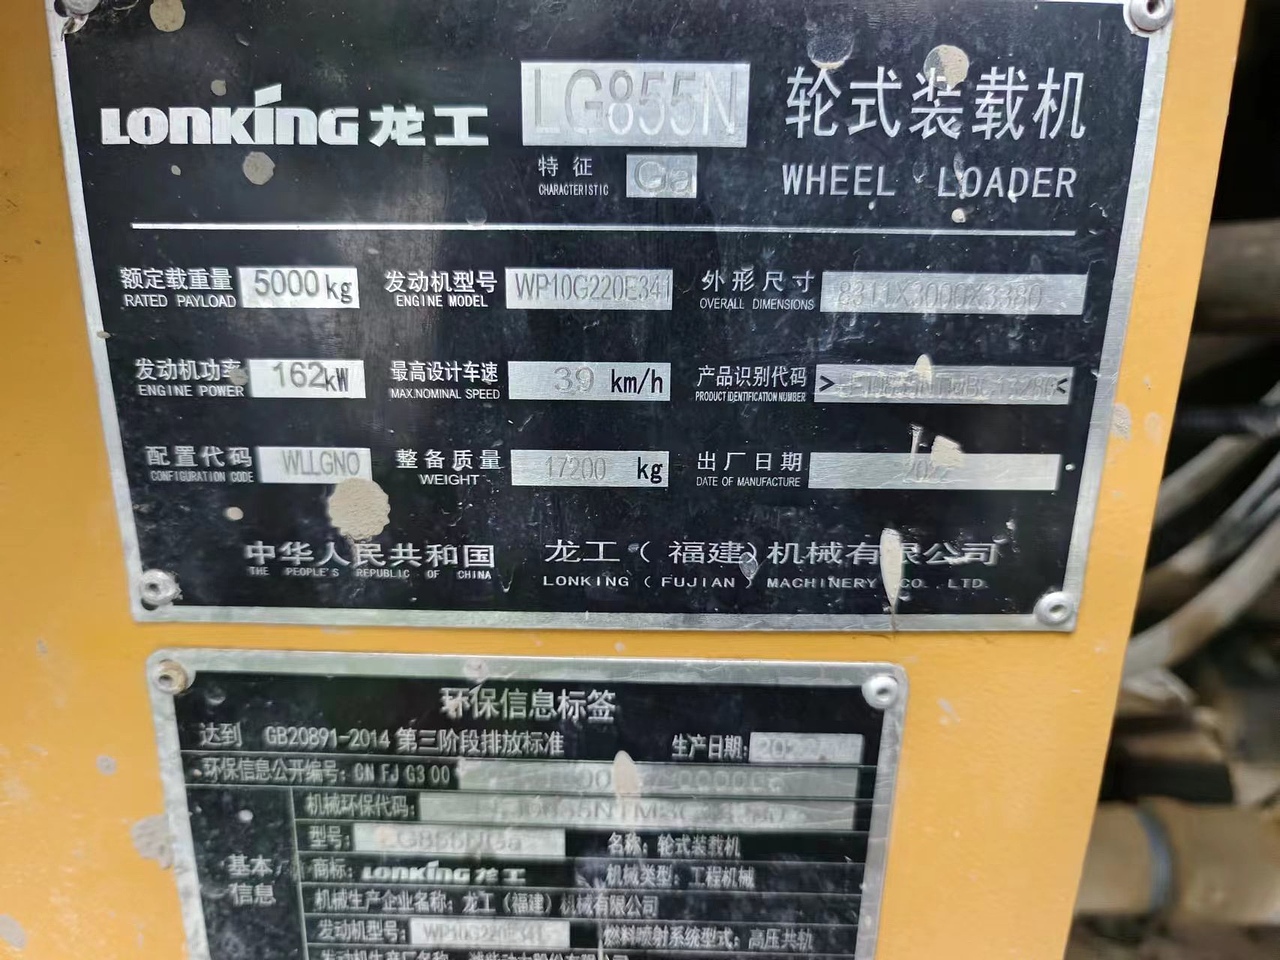 LONKING 龙工 LG855N 轮式装载机
特征 Ga
CHARACTERISTIC
WHEEL LOADER
额定载重量 5000kg 发动机型号 WP10G220E341 外形尺寸
RATED PAYLOAD ENGINE MODEL OVERALL DIMENSIONS
发动机功率 162kW 最高设计车速 39 km/h 产品识别代码
ENGINE POWER MAX.NOMINAL SPEED PRODUCT IDENTIFICATION NUMBER
配置代码 WLLGNO 整备质量 17200 kg 出厂日期 2022
CONFIGURATION CODE WEIGHT DATE OF MANUFACTURE
中华人民共和国 龙工（福建）机械有限公司
THE PEOPLE'S REPUBLIC OF CHINA LONKING (FUJIAN) MACHINERY CO. LTD.
环保信息标签
达到 GB20891-2014 第三阶段排放标准 生产日期:
环保信息公开编号: CN FJ G3 00
机械环保代码:
基本信息
型号: 名称: 轮式装载机
商标: LONKING 龙工 机械类型: 工程机械
机械生产企业名称: 龙工（福建）机械有限公司
发动机型号: WP10G220E341 燃料喷射系统型式: 高压共轨